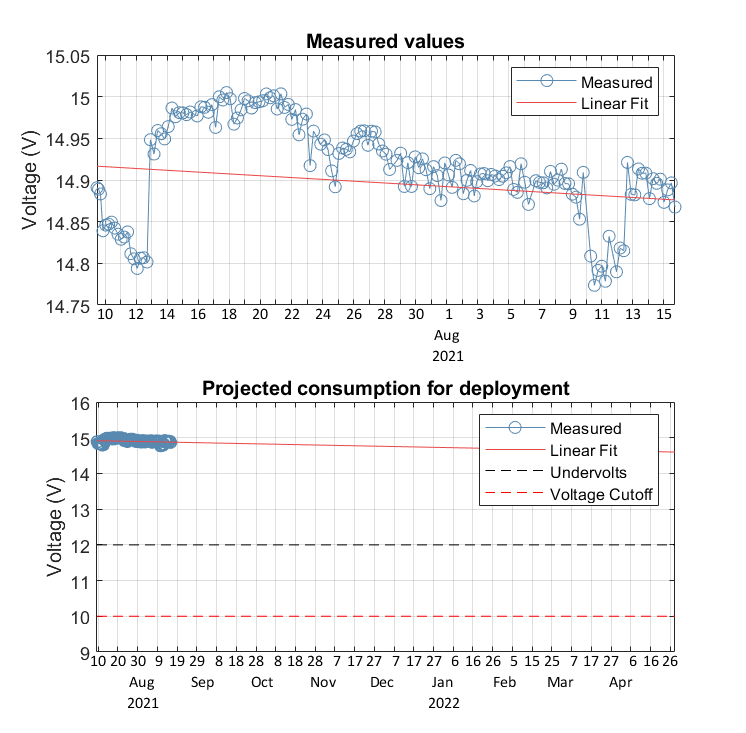 Measured values
15.05
15
14.95
14.9
14.85
14.8
14.75
Voltage (V)
Measured
Linear Fit
10 12 14 16 18 20 22 24 26 28 30 1 3 5 7 9 11 13 15
Aug
2021
Projected consumption for deployment
16
15
14
13
12
11
10
9
Voltage (V)
Measured
Linear Fit
Undervolts
Voltage Cutoff
10 20 30 9 19 29 8 18 28 8 18 28 7 17 27 7 17 27 6 16 26 5 15 25 7 17 27 6 16 26
Aug Sep Oct Nov Dec Jan Feb Mar Apr
2021 2022